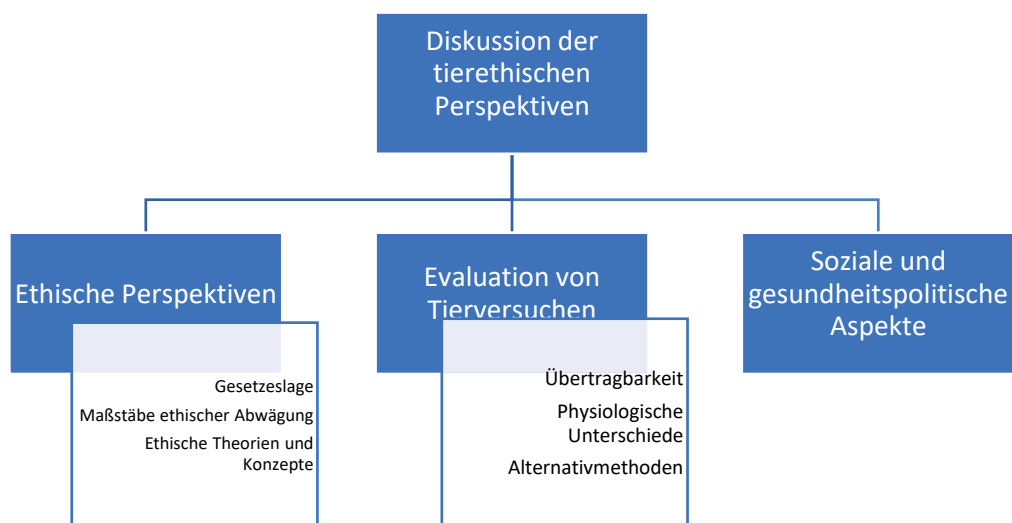 Diskussion der
tierethischen
Perspektiven
Ethische Perspektiven
Gesetzeslage
Maßstäbe ethischer Abwägung
Ethische Theorien und
Konzepte
Evaluation von
Tierversuchen
Übertragbarkeit
Physiologische
Unterschiede
Alternativmethoden
Soziale und
gesundheitspolitische
Aspekte